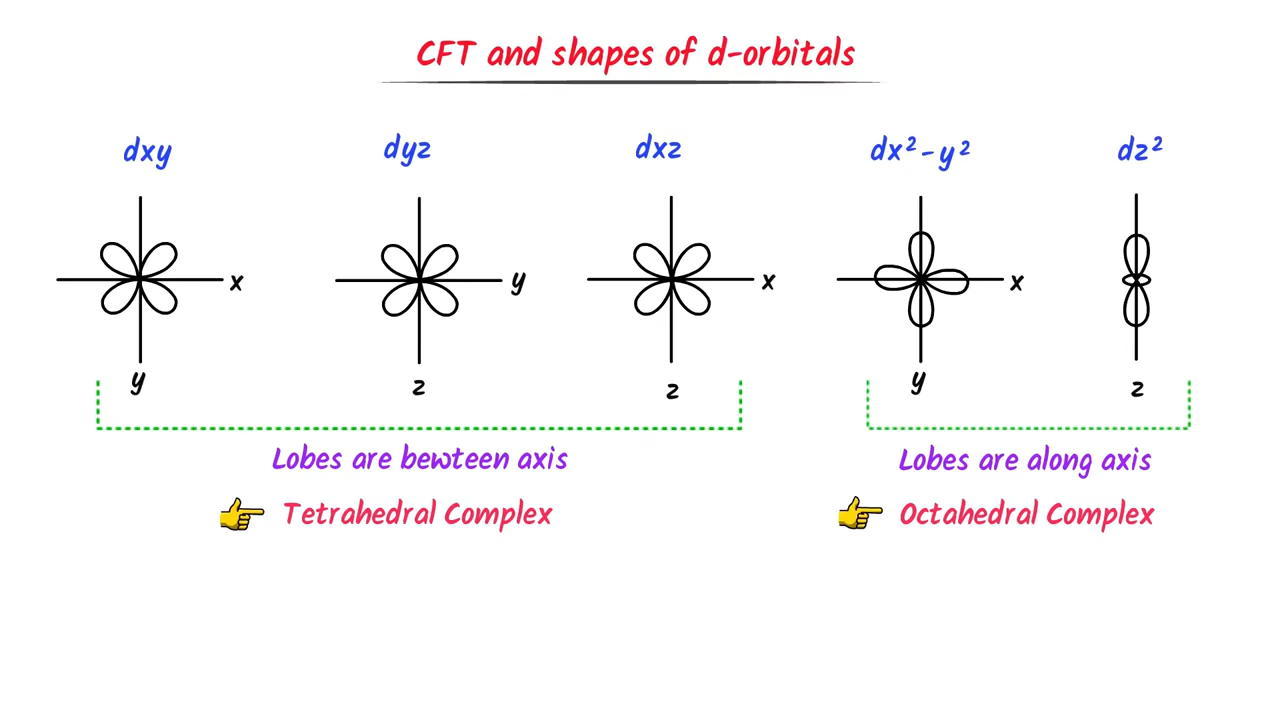 CFT and shapes of d-orbitals
dxy
dyz
dxz
dx²-y²
dz²
x
y
x
x
y
z
z
y
z
Lobes are bewteen axis
Lobes are along axis
Tetrahedral Complex
Octahedral Complex